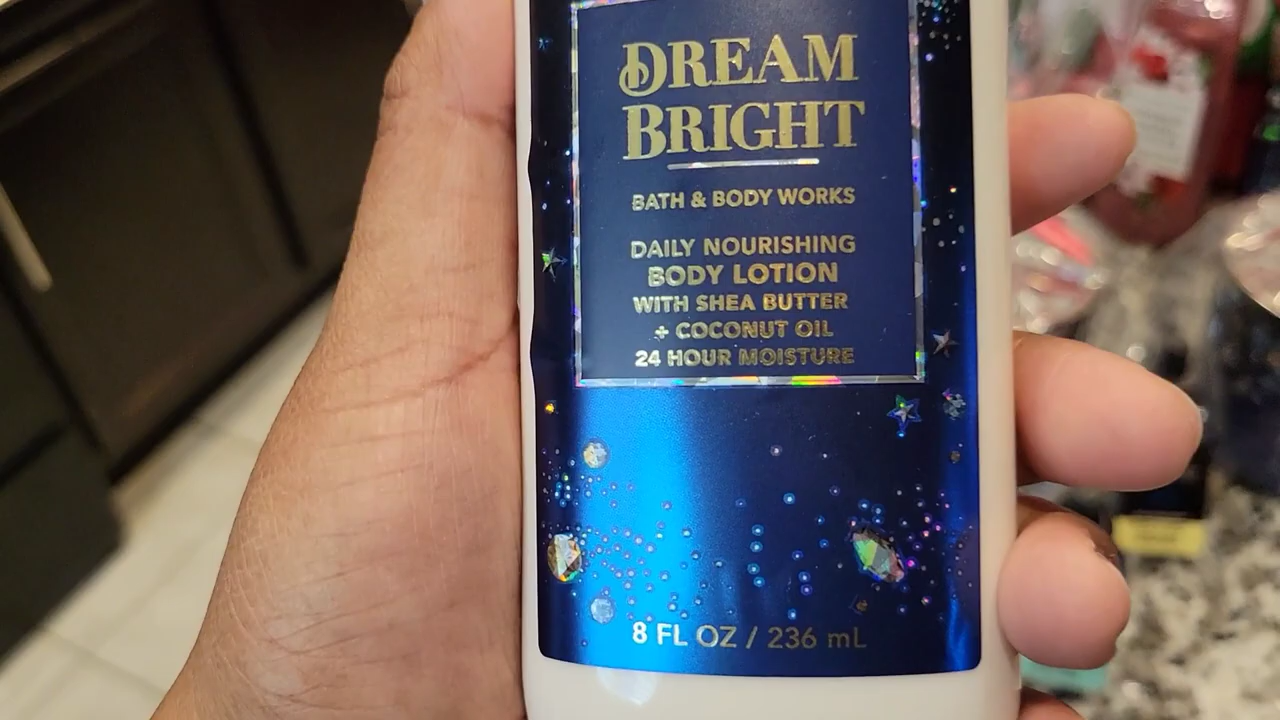 DREAM
BRIGHT
BATH & BODY WORKS
DAILY NOURISHING
BODY LOTION
WITH SHEA BUTTER
+ COCONUT OIL
24 HOUR MOISTURE
8 FL OZ / 236 mL